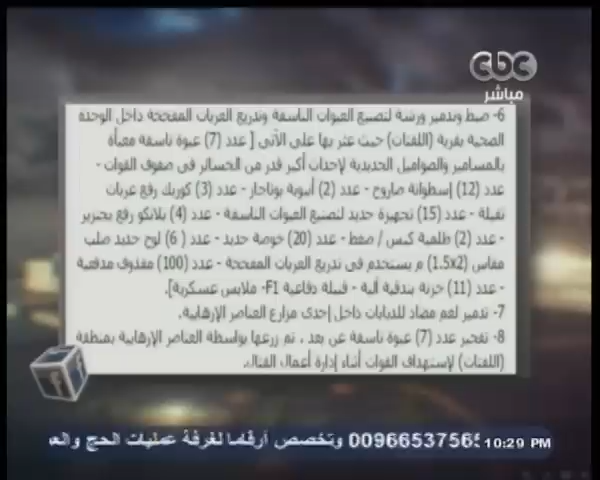 cbc
مباشر
6- ضبط وتدمير ورشة لتصنيع العبوات الناسفة وتدريع العربات المفخخة داخل الوحدة
الصحية بقرية (اللفتات) حيث عثر بها على الآتى [ عدد (7) عبوة ناسفة معبأة
بالمسامير والصواميل الحديدية لإحداث أكبر قدر من الخسائر فى صفوف القوات -
عدد (12) إسطوانة صاروخ - عدد (2) أنبوبة بوتاجاز - عدد (3) كوريك رفع عربات
ثقيلة - عدد (15) تجهيزة حديد لتصنيع العبوات الناسفة - عدد (4) بلانكو رفع بجنزير
- عدد (2) طلمبة كبس / ضغط - عدد (20) خوصة حديد - عدد ( 6) لوح حديد صلب
مقاس (1.5x2) م يستخدم فى تدريع العربات المفخخة - عدد (100) مقذوف مدفعية
- عدد (11) خزنة بندقية آلية - قنبلة دفاعية F1- ملابس عسكرية].
7- تدمير لغم مضاد للدبابات داخل إحدى مزارع العناصر الإرهابية.
8- تفجير عدد (7) عبوة ناسفة عن بعد ، تم زرعها بواسطة العناصر الإرهابية بمنطقة
(اللفتات) لإستهداف القوات أثناء إدارة أعمال القتال.
0096653756 وتخصص أرقاما لغرفة عمليات الحج والعم
10:29 PM